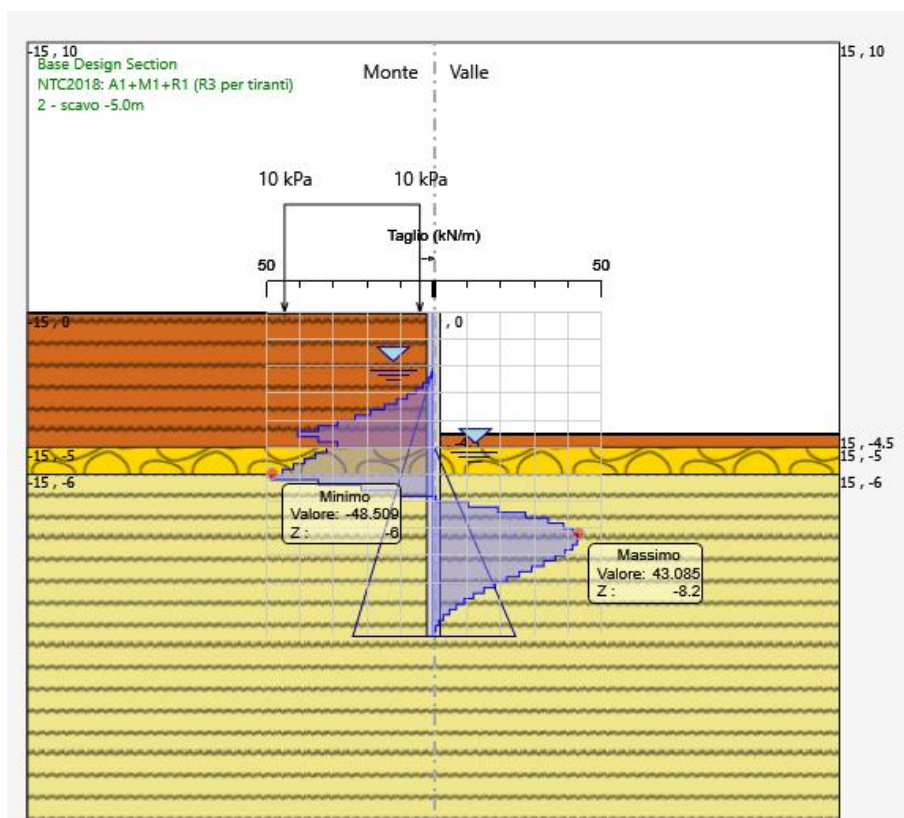 -15 , 10
15 , 10
Base Design Section
NTC2018: A1+M1+R1 (R3 per tiranti)
2 - scavo -5.0m
Monte
Valle
10 kPa
10 kPa
Taglio (kN/m)
50
50
-15 , 0
, 0
15 , -4.5
-15 , -5
15 , -5
-15 , -6
15 , -6
Minimo
Valore: -48.509
Z : -6
Massimo
Valore: 43.085
Z : -8.2